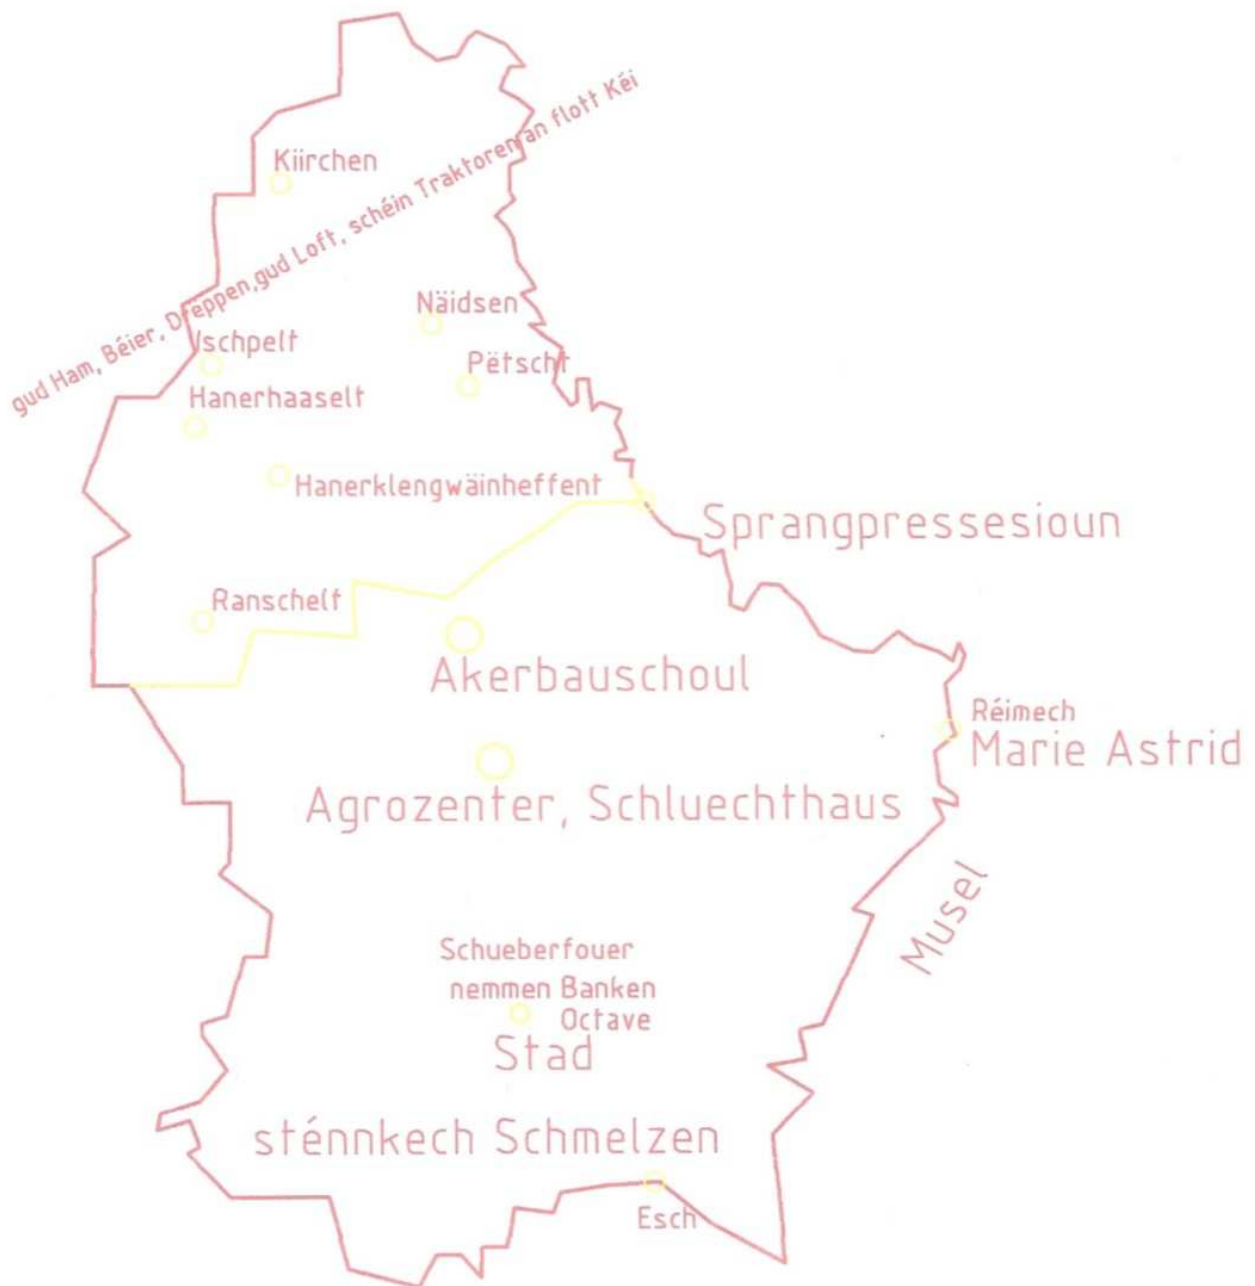 Kiirchen
gud Ham, Béier, Dreppen,gud Loft, schéin Traktoren an flott Kéi
Näidsen
Ischpelt
Pëtscht
Hanerhaaselt
Hanerklengwäinheffent
Sprangpressesioun
Ranschelt
Akerbauschoul
Réimech
Marie Astrid
Agrozenter, Schluechthaus
Musel
Schueberfouer
nemmen Banken
Octave
Stad
sténnkech Schmelzen
Esch